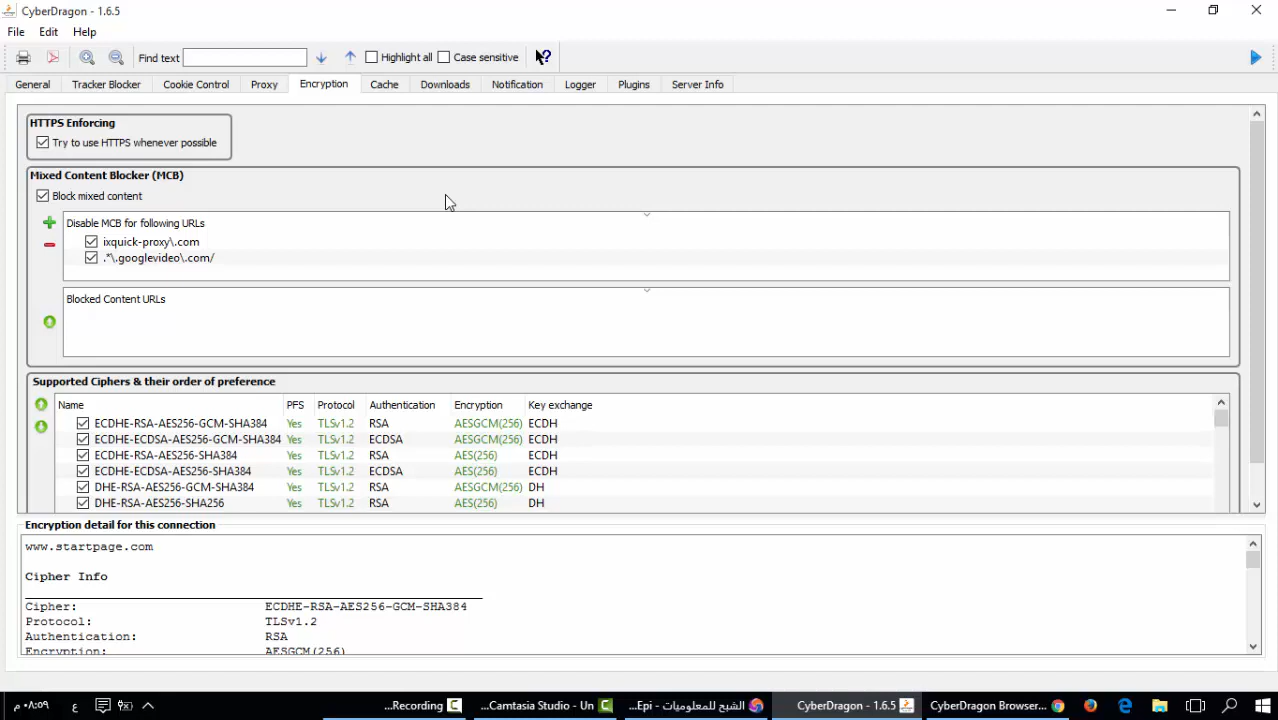 CyberDragon - 1.6.5
File Edit Help
Find text Highlight all Case sensitive
General Tracker Blocker Cookie Control Proxy Encryption Cache Downloads Notification Logger Plugins Server Info
HTTPS Enforcing
Try to use HTTPS whenever possible
Mixed Content Blocker (MCB)
Block mixed content
Disable MCB for following URLs
ixquick-proxy\.com
.*\.googlevideo\.com/
Blocked Content URLs
Supported Ciphers & their order of preference
Name PFS Protocol Authentication Encryption Key exchange
ECDHE-RSA-AES256-GCM-SHA384 Yes TLSv1.2 RSA AESGCM(256) ECDH
ECDHE-ECDSA-AES256-GCM-SHA384 Yes TLSv1.2 ECDSA AESGCM(256) ECDH
ECDHE-RSA-AES256-SHA384 Yes TLSv1.2 RSA AES(256) ECDH
ECDHE-ECDSA-AES256-SHA384 Yes TLSv1.2 ECDSA AES(256) ECDH
DHE-RSA-AES256-GCM-SHA384 Yes TLSv1.2 RSA AESGCM(256) DH
DHE-RSA-AES256-SHA256 Yes TLSv1.2 RSA AES(256) DH
Encryption detail for this connection
www.startpage.com
Cipher Info
Cipher: ECDHE-RSA-AES256-GCM-SHA384
Protocol: TLSv1.2
Authentication: RSA
Encryption: AESGCM(256)
٠٨:٥٩ م ع ...Recording ...Camtasia Studio - Un ...Epi - الشبح للمعلوميات CyberDragon - 1.6.5 CyberDragon Browser...